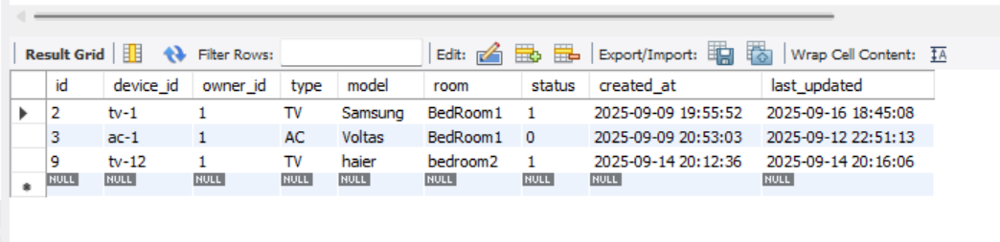 Result Grid Filter Rows: Edit: Export/Import: Wrap Cell Content: IA
id device_id owner_id type model room status created_at last_updated
2 tv-1 1 TV Samsung BedRoom1 1 2025-09-09 19:55:52 2025-09-16 18:45:08
3 ac-1 1 AC Voltas BedRoom1 0 2025-09-09 20:53:03 2025-09-12 22:51:13
9 tv-12 1 TV haier bedroom2 1 2025-09-14 20:12:36 2025-09-14 20:16:06
NULL NULL NULL NULL NULL NULL NULL NULL NULL